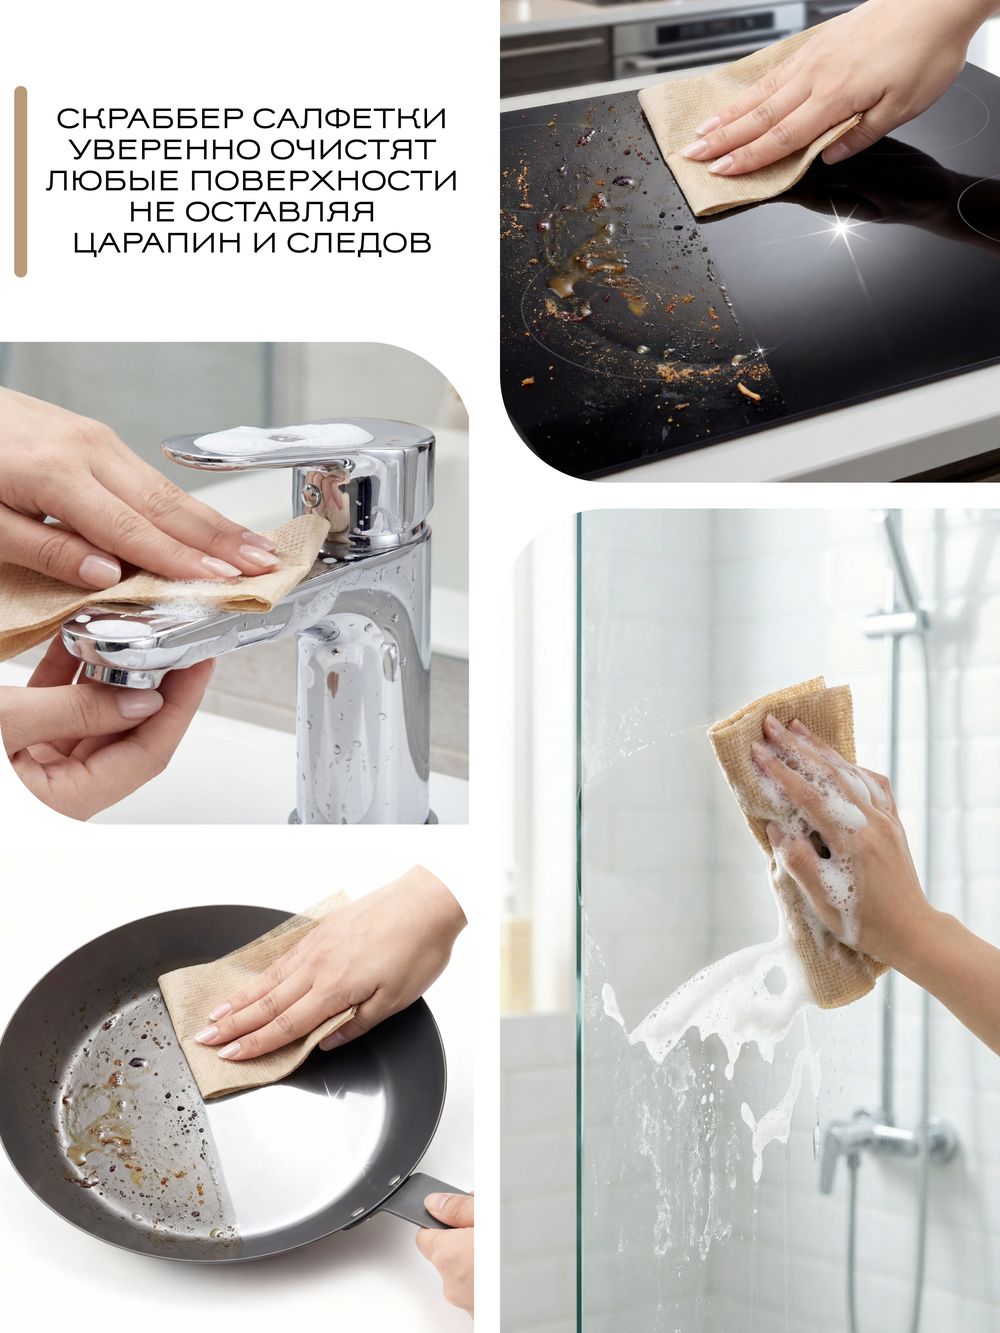 СКРАББЕР САЛФЕТКИ
УВЕРЕННО ОЧИСТЯТ
ЛЮБЫЕ ПОВЕРХНОСТИ
НЕ ОСТАВЛЯЯ
ЦАРАПИН И СЛЕДОВ